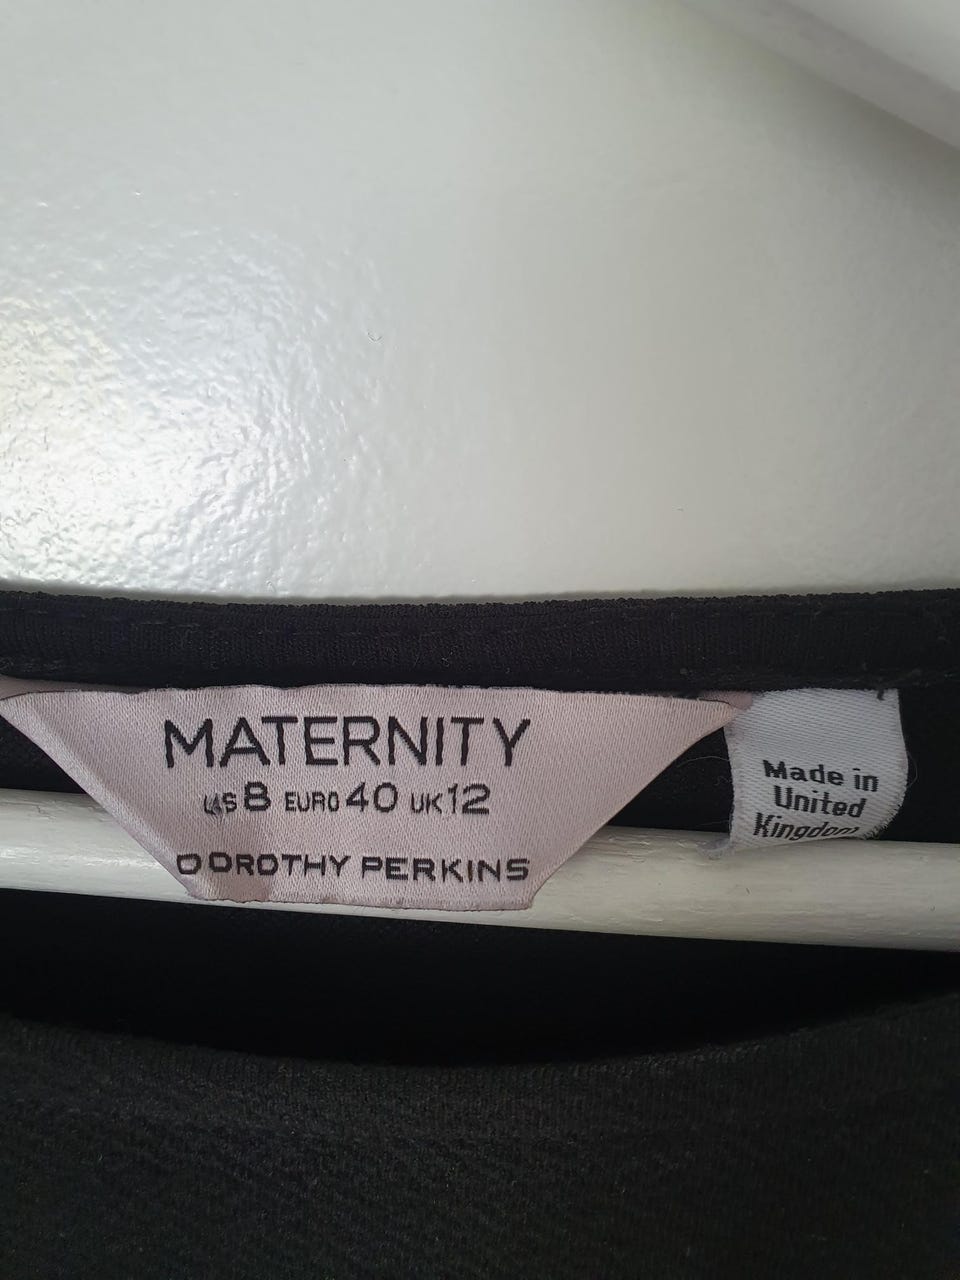 MATERNITY
US 8 EURO 40 UK 12
DOROTHY PERKINS
Made in
United
Kingdom